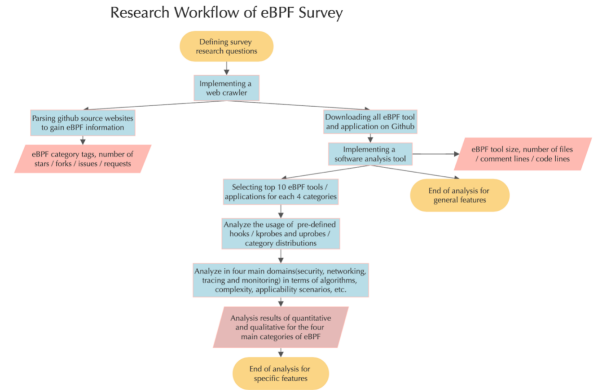 Research Workflow of eBPF Survey
Defining survey
research questions
Implementing a
web crawler
Parsing github source websites
to gain eBPF information
Downloading all eBPF tool
and application on Github
eBPF category tags, number of
stars / forks / issues / requests
Implementing a
software analysis tool
eBPF tool size, number of files
/ comment lines / code lines
Selecting top 10 eBPF tools /
applications for each 4 categories
End of analysis for
general features
Analyze the usage of pre-defined
hooks / kprobes and uprobes /
category distributions
Analyze in four main domains(security, networking,
tracing and monitoring) in terms of algorithms,
complexity, applicability scenarios, etc.
Analysis results of quantitative
and qualitative for the four
main categories of eBPF
End of analysis for
specific features